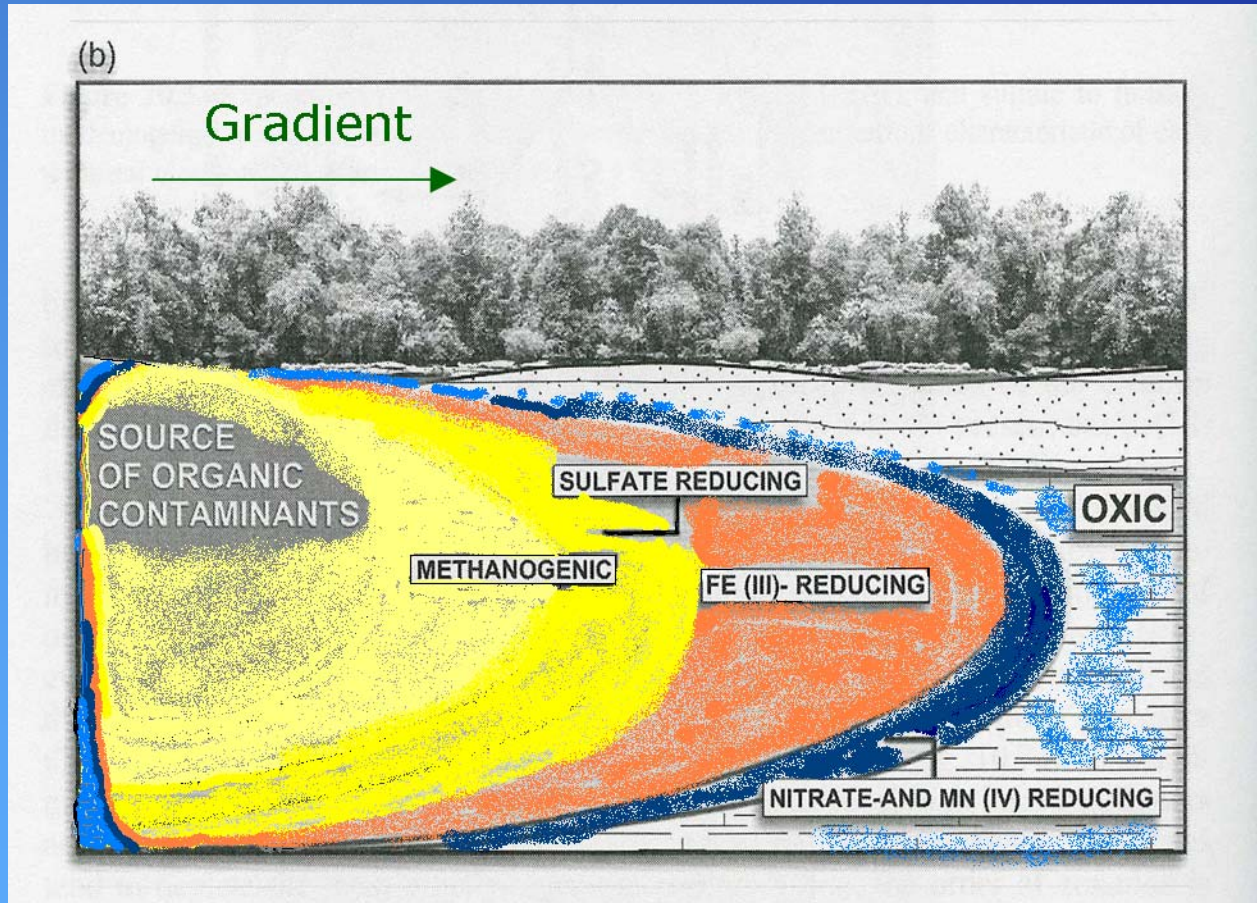 (b)
Gradient
SOURCE
OF ORGANIC
CONTAMINANTS
SULFATE REDUCING
OXIC
METHANOGENIC
FE (III)- REDUCING
NITRATE-AND MN (IV) REDUCING